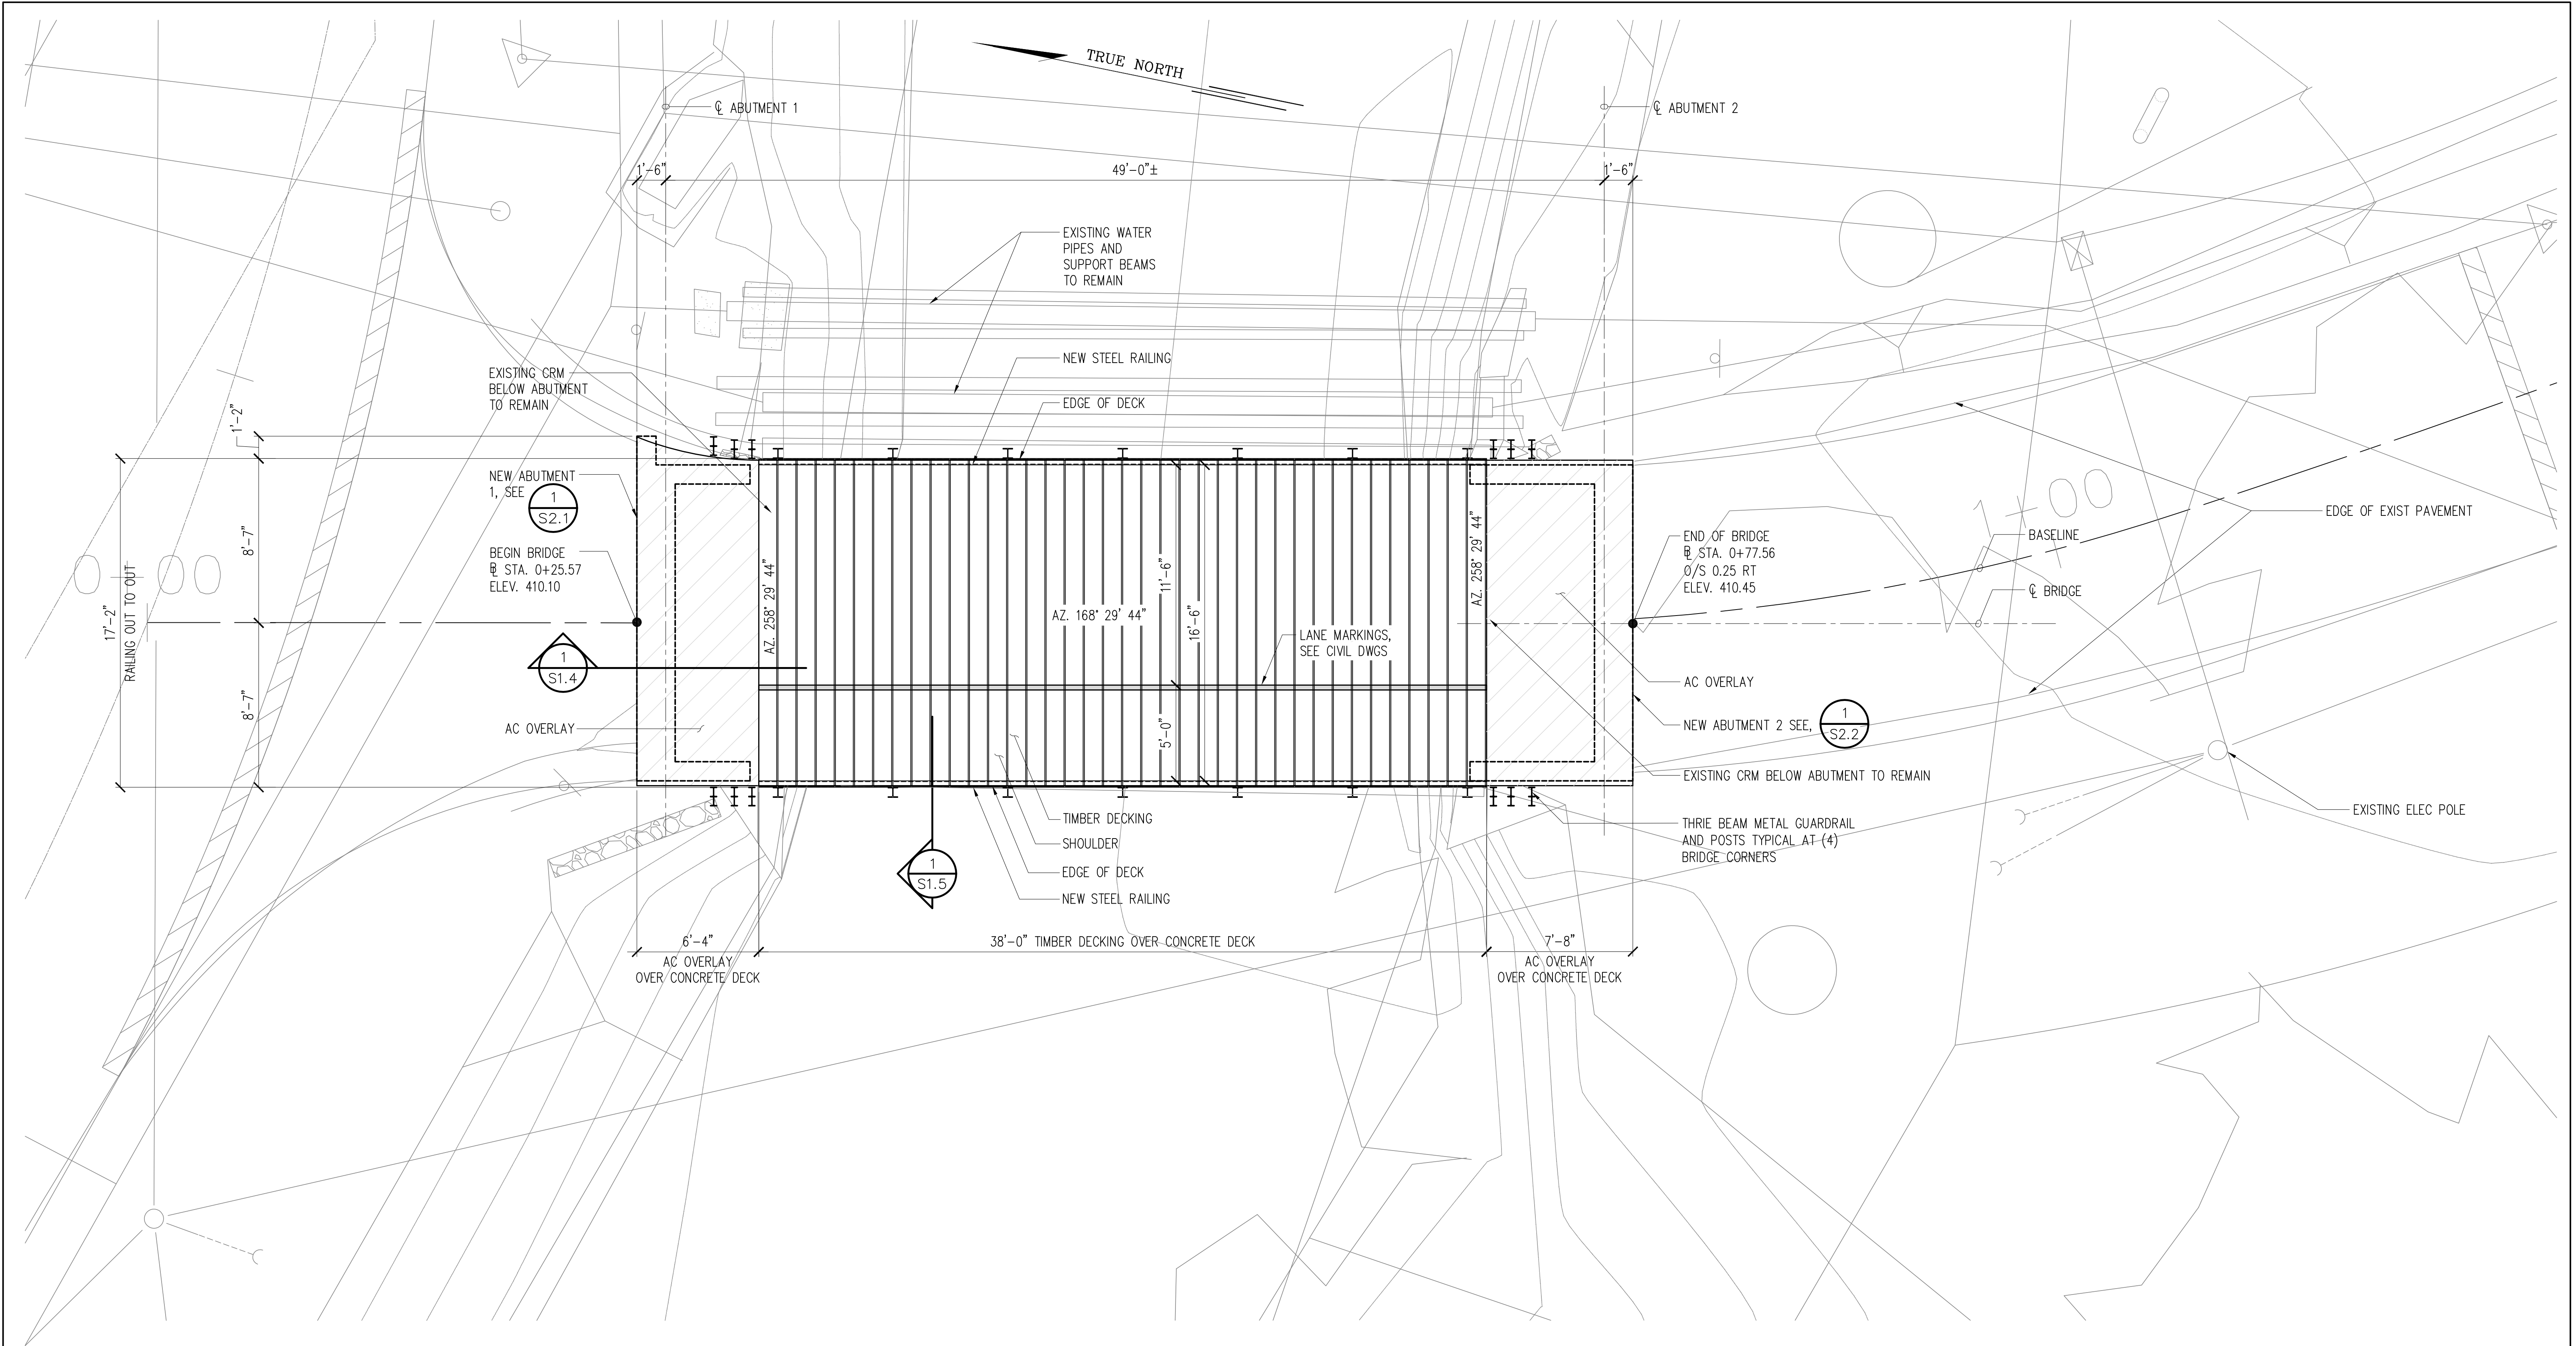 TRUE NORTH
℄ ABUTMENT 1
℄ ABUTMENT 2
1'-6"
49'-0"±
1'-6"
EXISTING WATER
PIPES AND
SUPPORT BEAMS
TO REMAIN
NEW STEEL RAILING
EXISTING CRM
BELOW ABUTMENT
TO REMAIN
EDGE OF DECK
1'-2"
NEW ABUTMENT
1, SEE
1
S2.1
8'-7"
BEGIN BRIDGE
B℄ STA. 0+25.57
ELEV. 410.10
0+00
17'-2"
RAILING OUT TO OUT
8'-7"
1
S1.4
AC OVERLAY
AZ. 258° 29' 44"
AZ. 168° 29' 44"
11'-6"
16'-6"
5'-0"
LANE MARKINGS,
SEE CIVIL DWGS
AZ. 258° 29' 44"
END OF BRIDGE
B℄ STA. 0+77.56
O/S 0.25 RT
ELEV. 410.45
1+00
BASELINE
℄ BRIDGE
EDGE OF EXIST PAVEMENT
AC OVERLAY
NEW ABUTMENT 2 SEE,
1
S2.2
EXISTING CRM BELOW ABUTMENT TO REMAIN
EXISTING ELEC POLE
THRIE BEAM METAL GUARDRAIL
AND POSTS TYPICAL AT (4)
BRIDGE CORNERS
TIMBER DECKING
SHOULDER
EDGE OF DECK
NEW STEEL RAILING
1
S1.5
6'-4"
AC OVERLAY
OVER CONCRETE DECK
38'-0" TIMBER DECKING OVER CONCRETE DECK
7'-8"
AC OVERLAY
OVER CONCRETE DECK